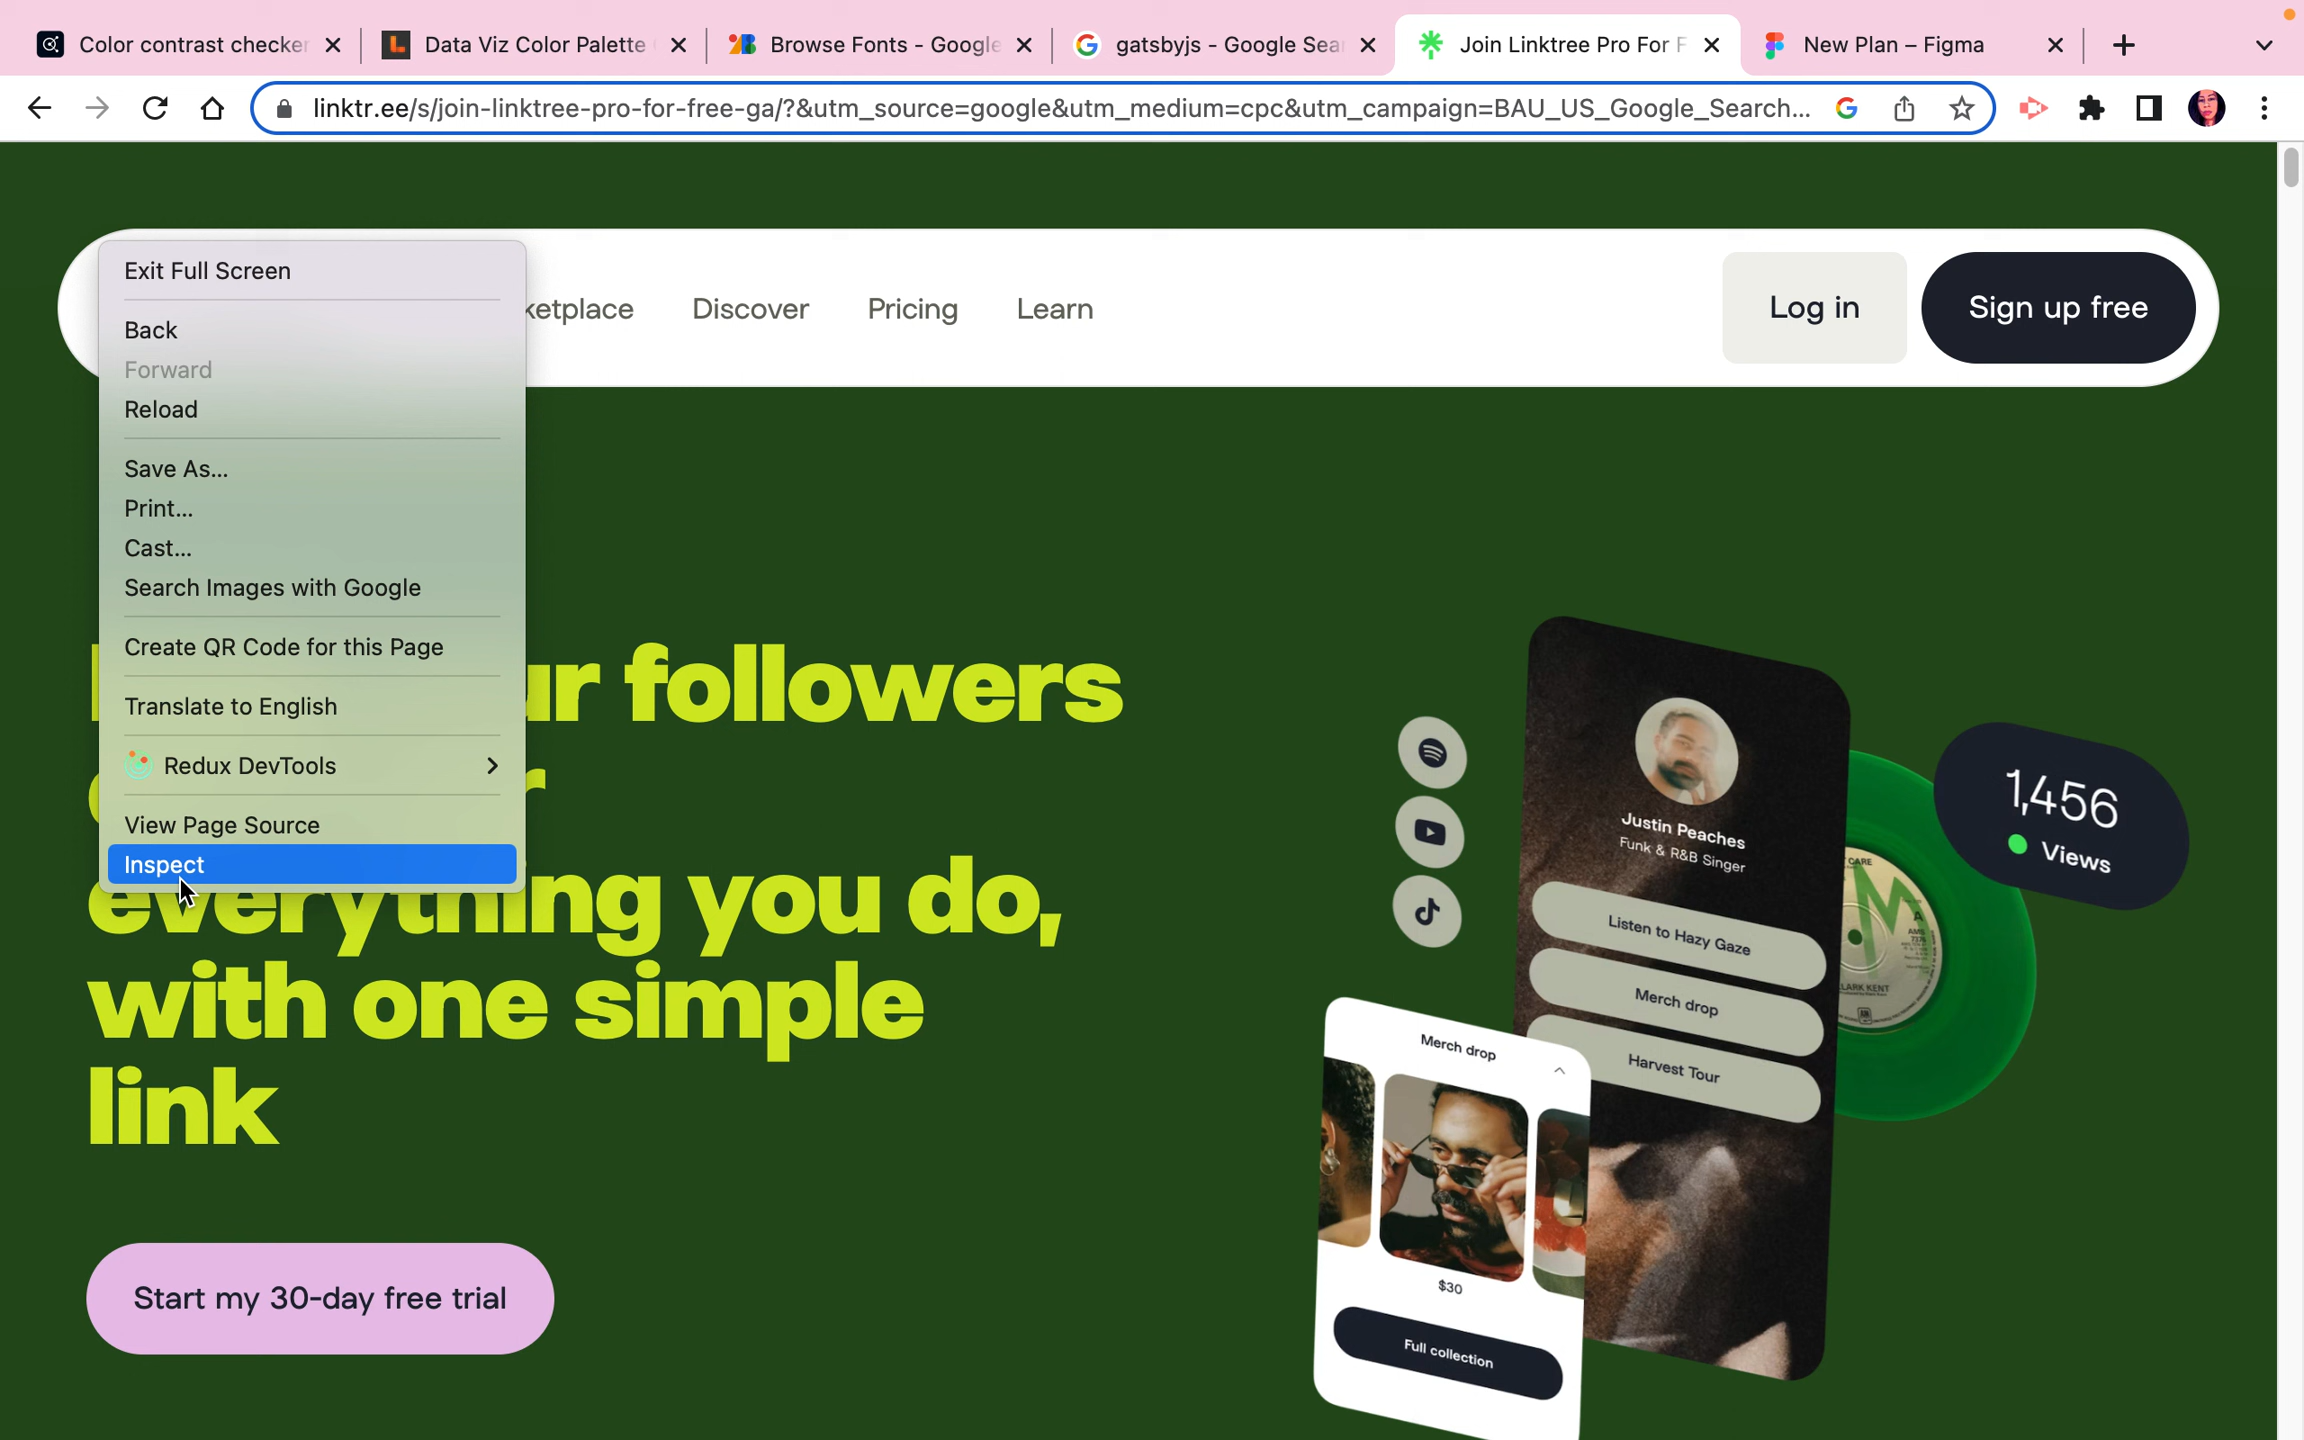 Color contrast checker
Data Viz Color Palette
Browse Fonts - Google
gatsbyjs - Google Sear
Join Linktree Pro For F
New Plan – Figma
linktr.ee/s/join-linktree-pro-for-free-ga/?&utm_source=google&utm_medium=cpc&utm_campaign=BAU_US_Google_Search...
ketplace
Discover
Pricing
Learn
Log in
Sign up free
Exit Full Screen
Back
Forward
Reload
Save As...
Print...
Cast...
Search Images with Google
Create QR Code for this Page
Translate to English
Redux DevTools
View Page Source
Inspect
ur followers
everything you do,
with one simple
link
Start my 30-day free trial
Justin Peaches
Funk & R&B Singer
Listen to Hazy Gaze
Merch drop
Harvest Tour
1,456
Views
CARE
LARK KENT
Merch drop
$30
Full collection